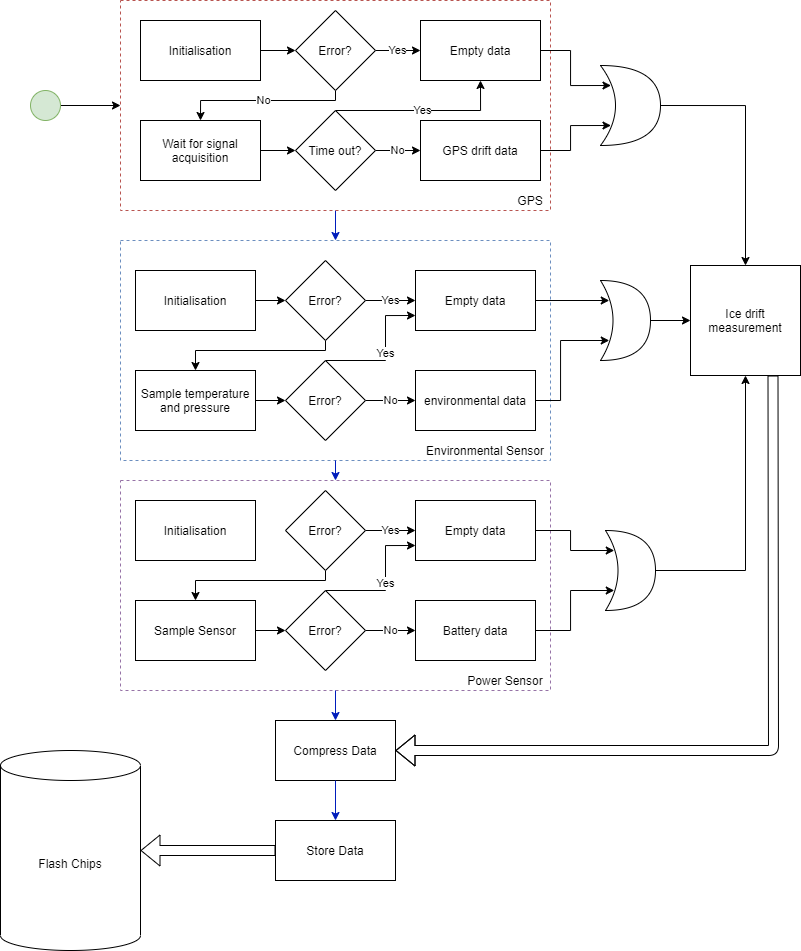 Initialisation
Error?
Yes
Empty data
No
Yes
Wait for signal
acquisition
Time out?
No
GPS drift data
GPS
Initialisation
Error?
Yes
Empty data
Ice drift
measurement
Yes
Sample temperature
and pressure
Error?
No
environmental data
Environmental Sensor
Initialisation
Error?
Yes
Empty data
Yes
Sample Sensor
Error?
No
Battery data
Power Sensor
Compress Data
Store Data
Flash Chips